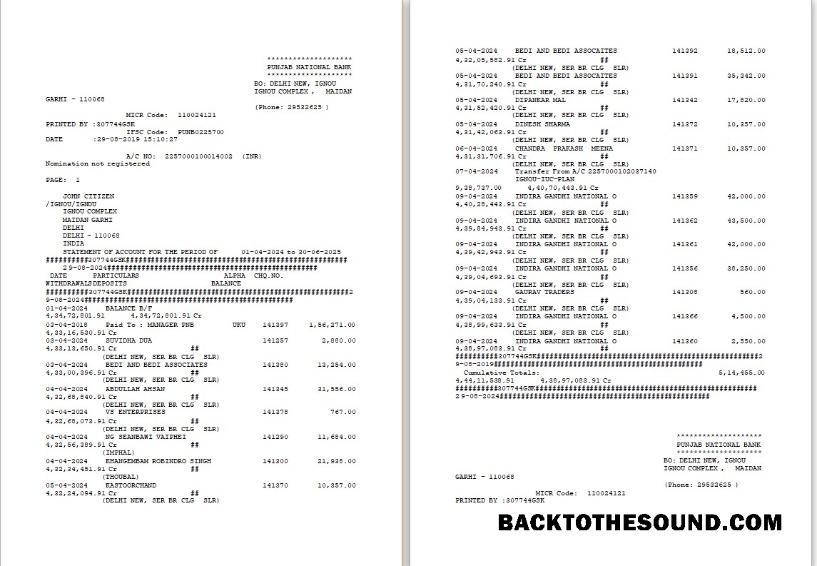 ********************
PUNJAB NATIONAL BANK
********************
BO: DELHI NEW, IGNOU
IGNOU COMPLEX , MAIDAN
GARHI - 110068
(Phone: 29532625 )
MICR Code: 110024121
PRINTED BY :307744GSK
IFSC Code: PUNB0225700
DATE :29-08-2019 15:10:27
A/C NO: 2257000100014002 (INR)
Nomination not registered
PAGE: 1
JOHN CITIZEN
/IGNOU/IGNOU
IGNOU COMPLEX
MAIDAN GARHI
DELHI
DELHI - 110068
INDIA
STATEMENT OF ACCOUNT FOR THE PERIOD OF 01-04-2024 to 30-06-2025
##########307744GSK##################################################
29-08-2024###############################################
DATE PARTICULARS ALPHA CHQ.NO.
WITHDRAWALS DEPOSITS BALANCE
##########307744GSK##################################################2
9-08-2024###############################################
01-04-2024 BALANCE B/F
4,34,72,801.91 4,34,72,801.91 Cr
03-04-2018 Paid To : MANAGER PNB UKU 141397 1,56,271.00
4,33,16,530.91 Cr
03-04-2024 SUVIDHA DUA 141257 2,880.00
4,33,13,650.91 Cr ##
(DELHI NEW, SER BR CLG SLR)
03-04-2024 BEDI AND BEDI ASSOCIATES 141380 13,254.00
4,33,00,396.91 Cr ##
(DELHI NEW, SER BR CLG SLR)
04-04-2024 ABDULLAH AHSAN 141345 31,556.00
4,32,68,840.91 Cr ##
(DELHI NEW, SER BR CLG SLR)
04-04-2024 VS ENTERPRISES 141378 767.00
4,32,68,073.91 Cr ##
(DELHI NEW, SER BR CLG SLR)
04-04-2024 NG SEANBAWI VAIPHEI 141290 11,684.00
4,32,56,389.91 Cr ##
(IMPHAL)
04-04-2024 KHANGEMBAM ROBINDRO SINGH 141300 21,938.00
4,32,34,451.91 Cr ##
(THOUBAL)
05-04-2024 KASTOORCHAND 141370 10,357.00
4,32,24,094.91 Cr ##
(DELHI NEW, SER BR CLG SLR)
05-04-2024 BEDI AND BEDI ASSOCAITES 141392 18,512.00
4,32,05,582.91 Cr ##
(DELHI NEW, SER BR CLG SLR)
05-04-2024 BEDI AND BEDI ASSOCAITES 141391 35,342.00
4,31,70,240.91 Cr ##
(DELHI NEW, SER BR CLG SLR)
05-04-2024 DIPANKAR MAL 141342 17,820.00
4,31,52,420.91 Cr ##
(DELHI NEW, SER BR CLG SLR)
05-04-2024 DINESH SHARMA 141372 10,357.00
4,31,42,063.91 Cr ##
(DELHI NEW, SER BR CLG SLR)
06-04-2024 CHANDRA PRAKASH MEENA 141371 10,357.00
4,31,31,706.91 Cr ##
(DELHI NEW, SER BR CLG SLR)
07-04-2024 Transfer From A/C 2257000102037140
IGNOU-IUC-PLAN
9,38,737.00 4,40,70,443.91 Cr
09-04-2024 INDIRA GANDHI NATIONAL O 141359 42,000.00
4,40,28,443.91 Cr ##
(DELHI NEW, SER BR CLG SLR)
09-04-2024 INDIRA GANDHI NATIONAL O 141362 43,500.00
4,39,84,943.91 Cr ##
(DELHI NEW, SER BR CLG SLR)
09-04-2024 INDIRA GANDHI NATIONAL O 141361 42,000.00
4,39,42,943.91 Cr ##
(DELHI NEW, SER BR CLG SLR)
09-04-2024 INDIRA GANDHI NATIONAL O 141356 38,250.00
4,39,04,693.91 Cr ##
(DELHI NEW, SER BR CLG SLR)
09-04-2024 GAURAV TRADERS 141308 560.00
4,39,04,133.91 Cr ##
(DELHI NEW, SER BR CLG SLR)
09-04-2024 INDIRA GANDHI NATIONAL O 141366 4,500.00
4,38,99,633.91 Cr ##
(DELHI NEW, SER BR CLG SLR)
09-04-2024 INDIRA GANDHI NATIONAL O 141360 2,550.00
4,38,97,083.91 Cr ##
##########307744GSK##################################################2
9-08-2019###############################################
Cumulative Totals: 5,14,455.00
4,44,11,538.91 4,38,97,083.91 Cr
##########307744GSK##################################################
29-08-2024###############################################
********************
PUNJAB NATIONAL BANK
********************
BO: DELHI NEW, IGNOU
IGNOU COMPLEX , MAIDAN
GARHI - 110068
(Phone: 29532625 )
MICR Code: 110024121
PRINTED BY :307744GSK
BACKTOTHESOUND.COM